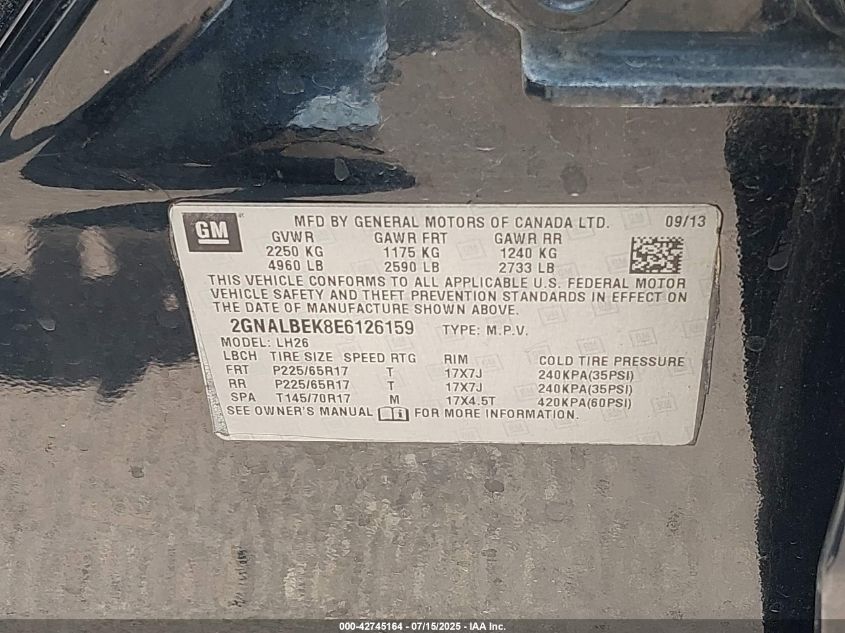 GM
MFD BY GENERAL MOTORS OF CANADA LTD. 09/13
GVWR GAWR FRT GAWR RR
2250 KG 1175 KG 1240 KG
4960 LB 2590 LB 2733 LB
THIS VEHICLE CONFORMS TO ALL APPLICABLE U.S. FEDERAL MOTOR
VEHICLE SAFETY AND THEFT PREVENTION STANDARDS IN EFFECT ON
THE DATE OF MANUFACTURE SHOWN ABOVE.
2GNALBEK8E6126159 TYPE: M.P.V.
MODEL: LH26
LBCH TIRE SIZE SPEED RTG RIM COLD TIRE PRESSURE
FRT P225/65R17 T 17X7J 240KPA(35PSI)
RR P225/65R17 T 17X7J 240KPA(35PSI)
SPA T145/70R17 M 17X4.5T 420KPA(60PSI)
SEE OWNER'S MANUAL FOR MORE INFORMATION.
000-42745164 - 07/15/2025 - IAA Inc.